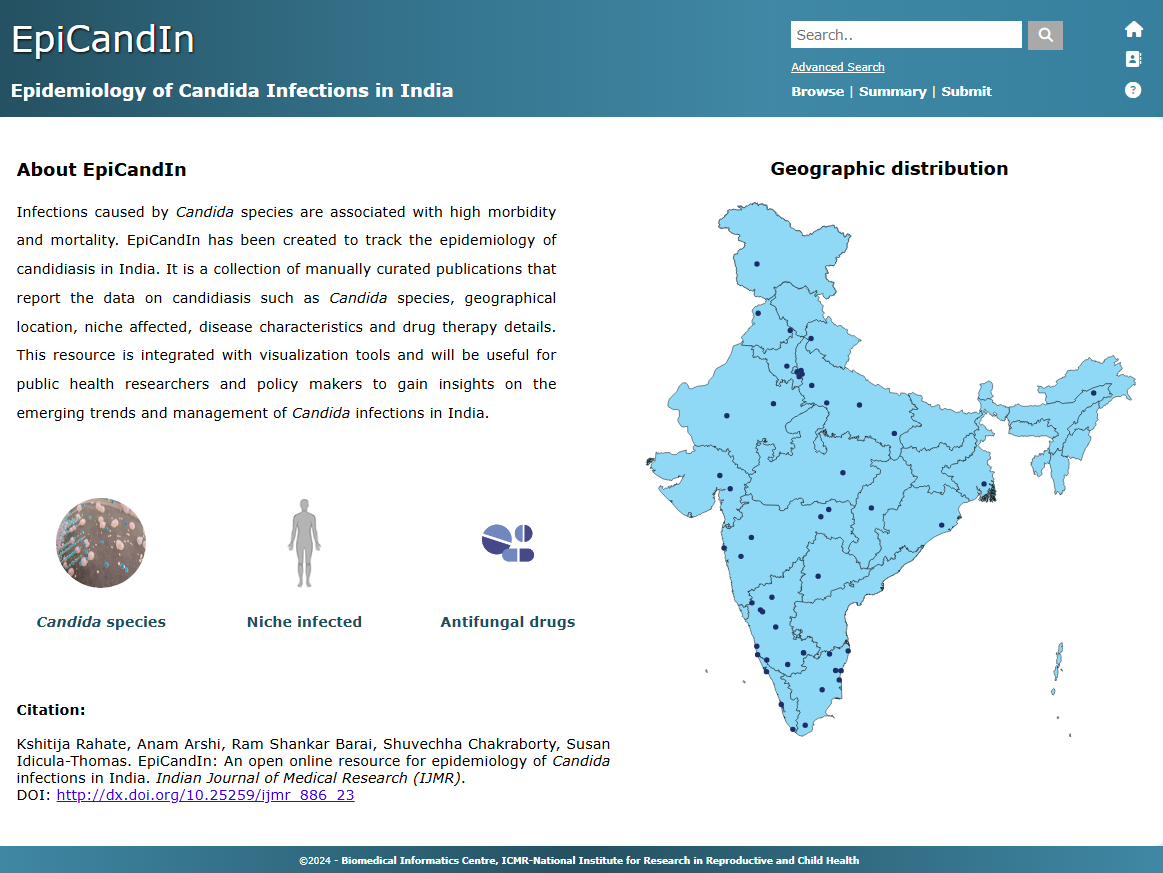 EpiCandIn
Epidemiology of Candida Infections in India
Search..
Advanced Search
Browse | Summary | Submit
About EpiCandIn
Infections caused by Candida species are associated with high morbidity
and mortality. EpiCandIn has been created to track the epidemiology of
candidiasis in India. It is a collection of manually curated publications that
report the data on candidiasis such as Candida species, geographical
location, niche affected, disease characteristics and drug therapy details.
This resource is integrated with visualization tools and will be useful for
public health researchers and policy makers to gain insights on the
emerging trends and management of Candida infections in India.
Geographic distribution
Candida species
Niche infected
Antifungal drugs
Citation:
Kshitija Rahate, Anam Arshi, Ram Shankar Barai, Shuvechha Chakraborty, Susan
Idicula-Thomas. EpiCandIn: An open online resource for epidemiology of Candida
infections in India. Indian Journal of Medical Research (IJMR).
DOI: http://dx.doi.org/10.25259/ijmr_886_23
©2024 - Biomedical Informatics Centre, ICMR-National Institute for Research in Reproductive and Child Health